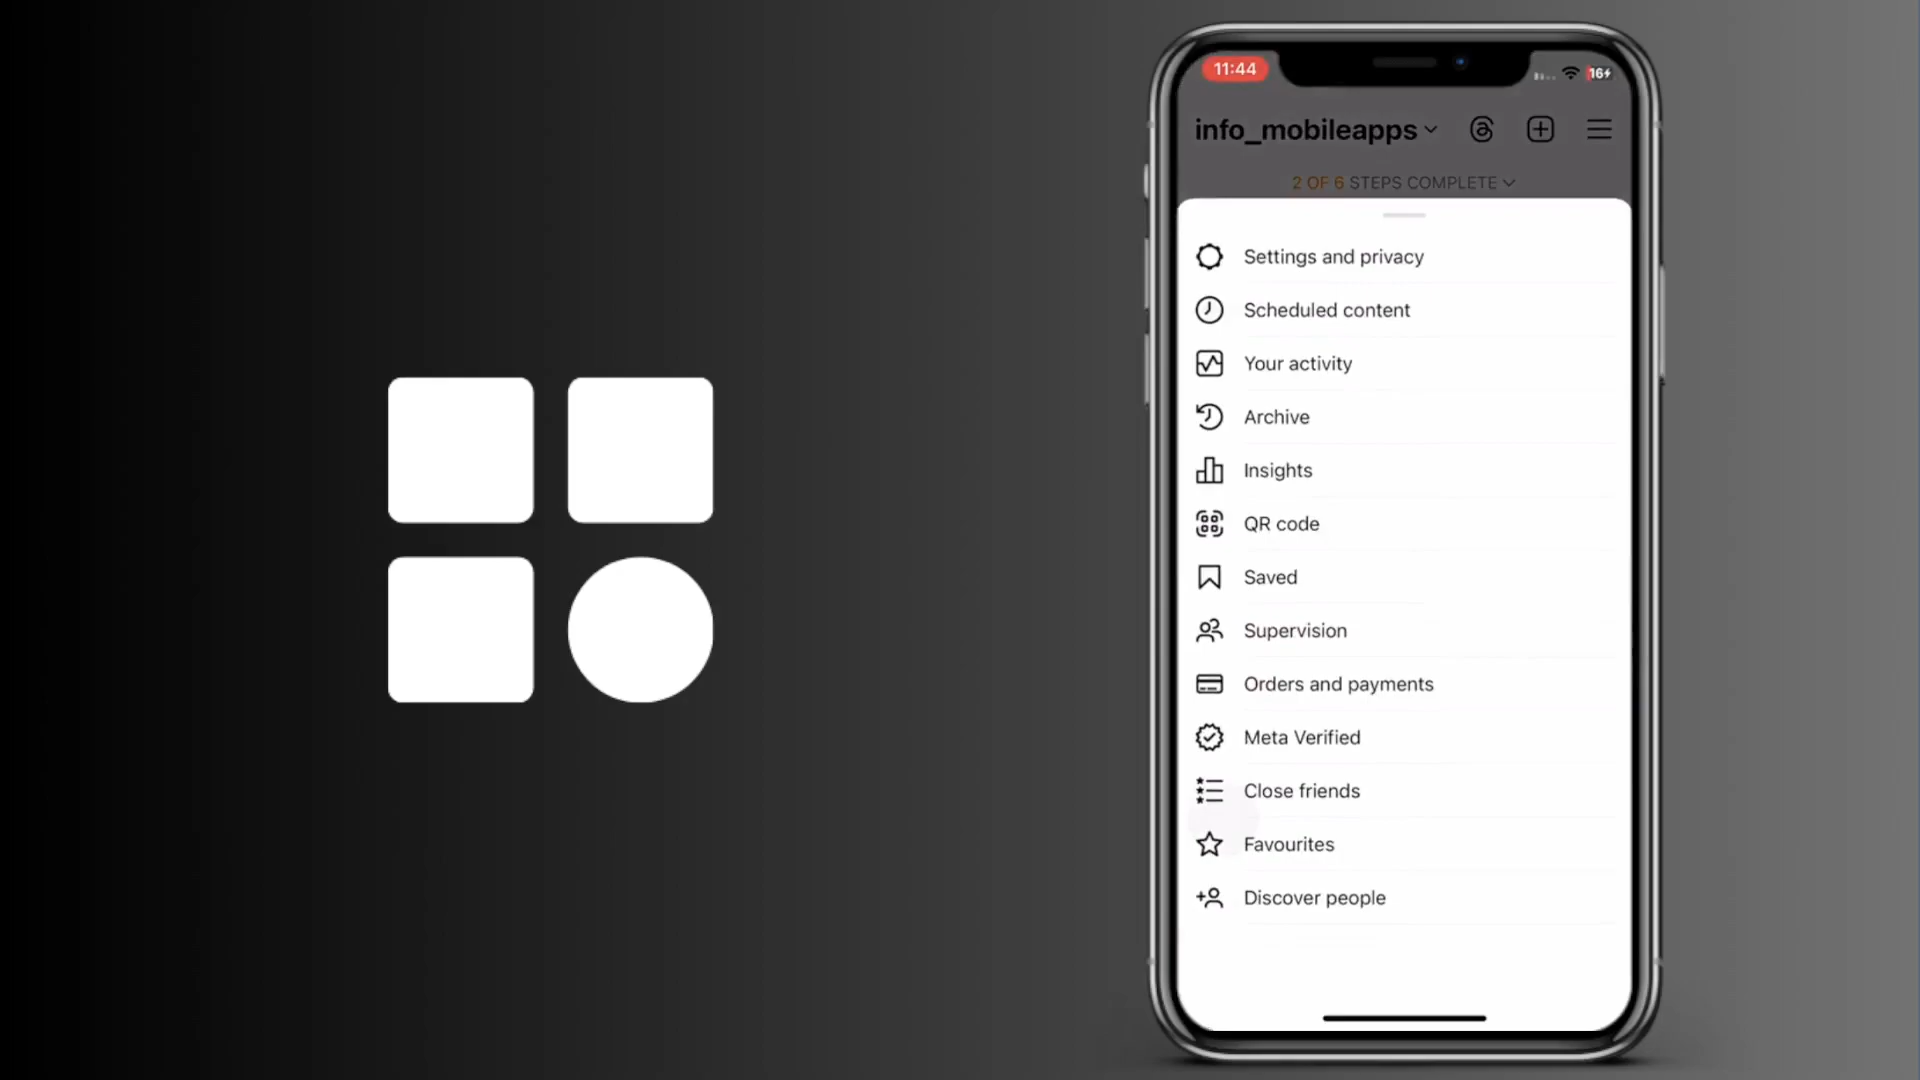 11:44
16
info_mobileapps
2 OF 6 STEPS COMPLETE
Settings and privacy
Scheduled content
Your activity
Archive
Insights
QR code
Saved
Supervision
Orders and payments
Meta Verified
Close friends
Favourites
Discover people